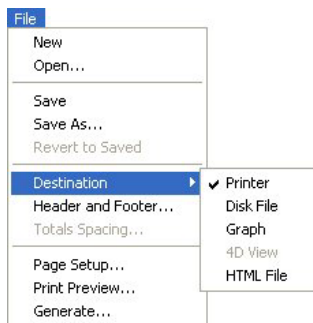 File
New
Open...
Save
Save As...
Revert to Saved
Destination
Header and Footer...
Totals Spacing...
Page Setup...
Print Preview...
Generate...
Printer
Disk File
Graph
4D View
HTML File